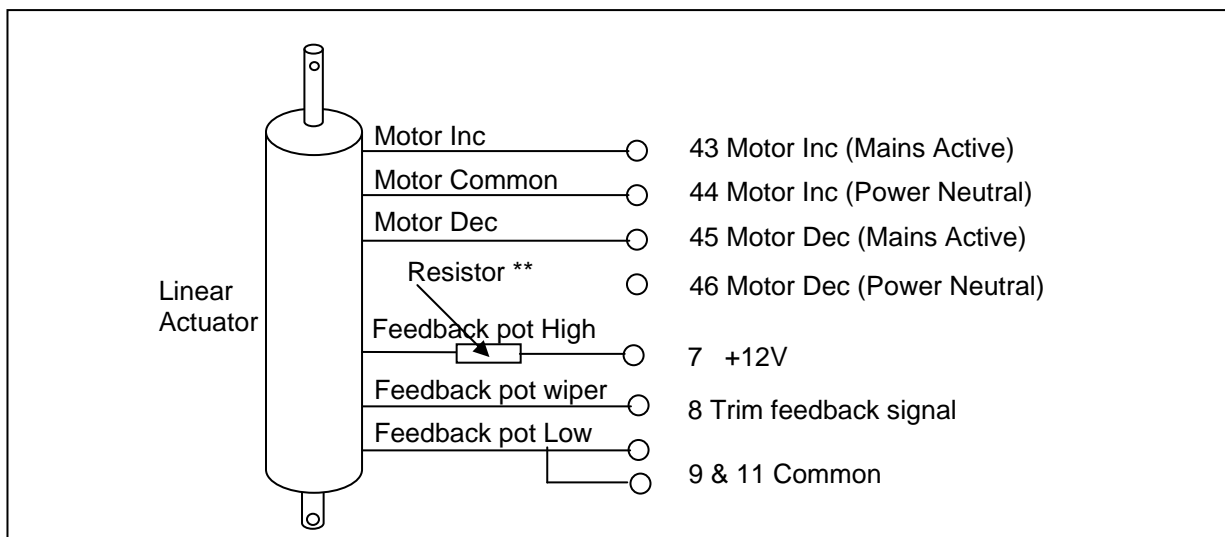 Motor Inc
43 Motor Inc (Mains Active)
Motor Common
44 Motor Inc (Power Neutral)
Motor Dec
45 Motor Dec (Mains Active)
Resistor **
46 Motor Dec (Power Neutral)
Linear
Actuator
Feedback pot High
7 +12V
Feedback pot wiper
8 Trim feedback signal
Feedback pot Low
9 & 11 Common